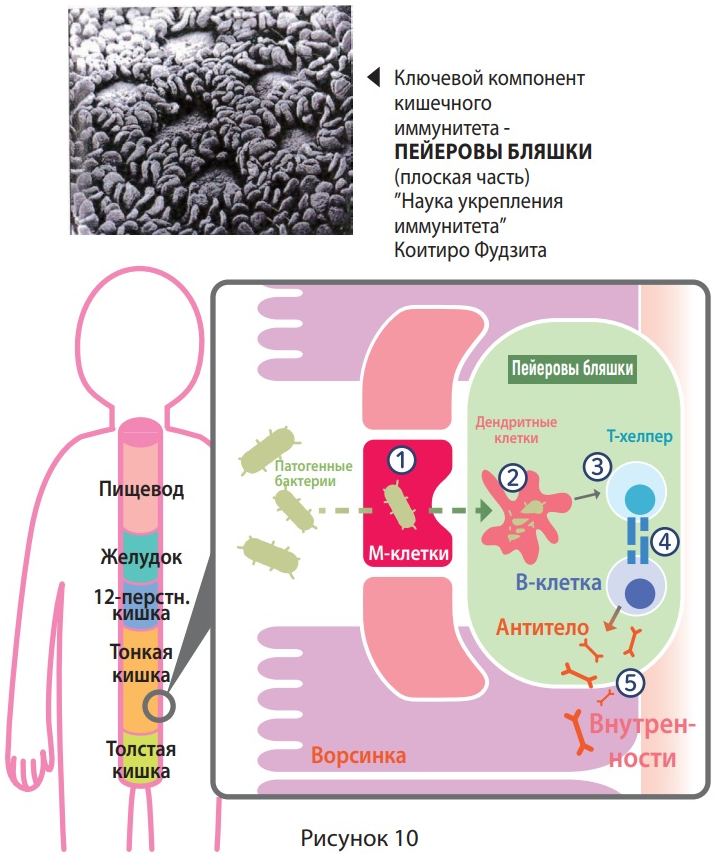 Ключевой компонент
кишечного
иммунитета -
ПЕЙЕРОВЫ БЛЯШКИ
(плоская часть)
"Наука укрепления
иммунитета"
Коитиро Фудзита
Пейеровы бляшки
Дендритные
клетки
Т-хелпер
Патогенные
бактерии
1
2
3
4
5
М-клетки
В-клетка
Антитело
Внутрен-
ности
Ворсинка
Пищевод
Желудок
12-перстн.
кишка
Тонкая
кишка
Толстая
кишка
Рисунок 10